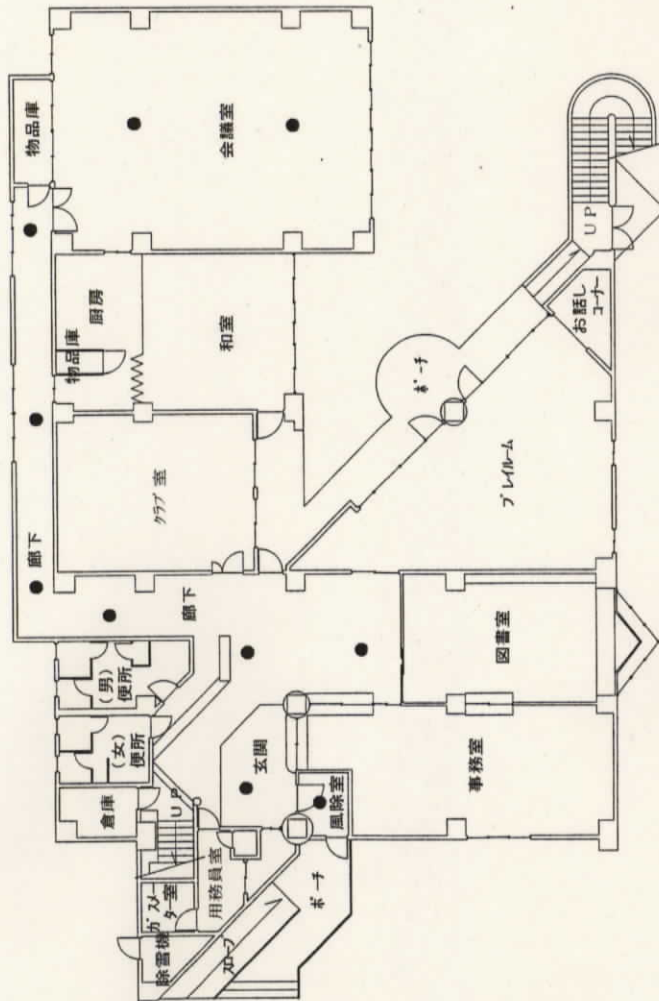 物品庫
会議室
厨房
物品庫
和室
クラブ室
廊下
廊下
(男)
便所
(女)
便所
倉庫
UP
用務員室
ガスメー
ター室
除雪機
スロープ
ポーチ
風除室
玄関
事務室
図書室
プレイルーム
ポーチ
お話し
コーナー
UP